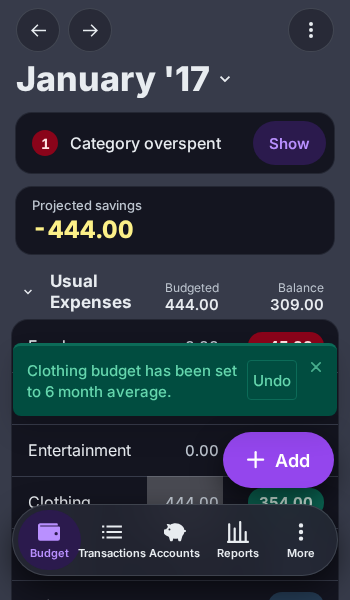 January '17
1 Category overspent Show
Projected savings
-444.00
Usual Expenses Budgeted Balance
444.00 309.00
Clothing budget has been set
to 6 month average.
Undo
Entertainment 0.00
Add
Clothing 444.00 354.00
Budget Transactions Accounts Reports More